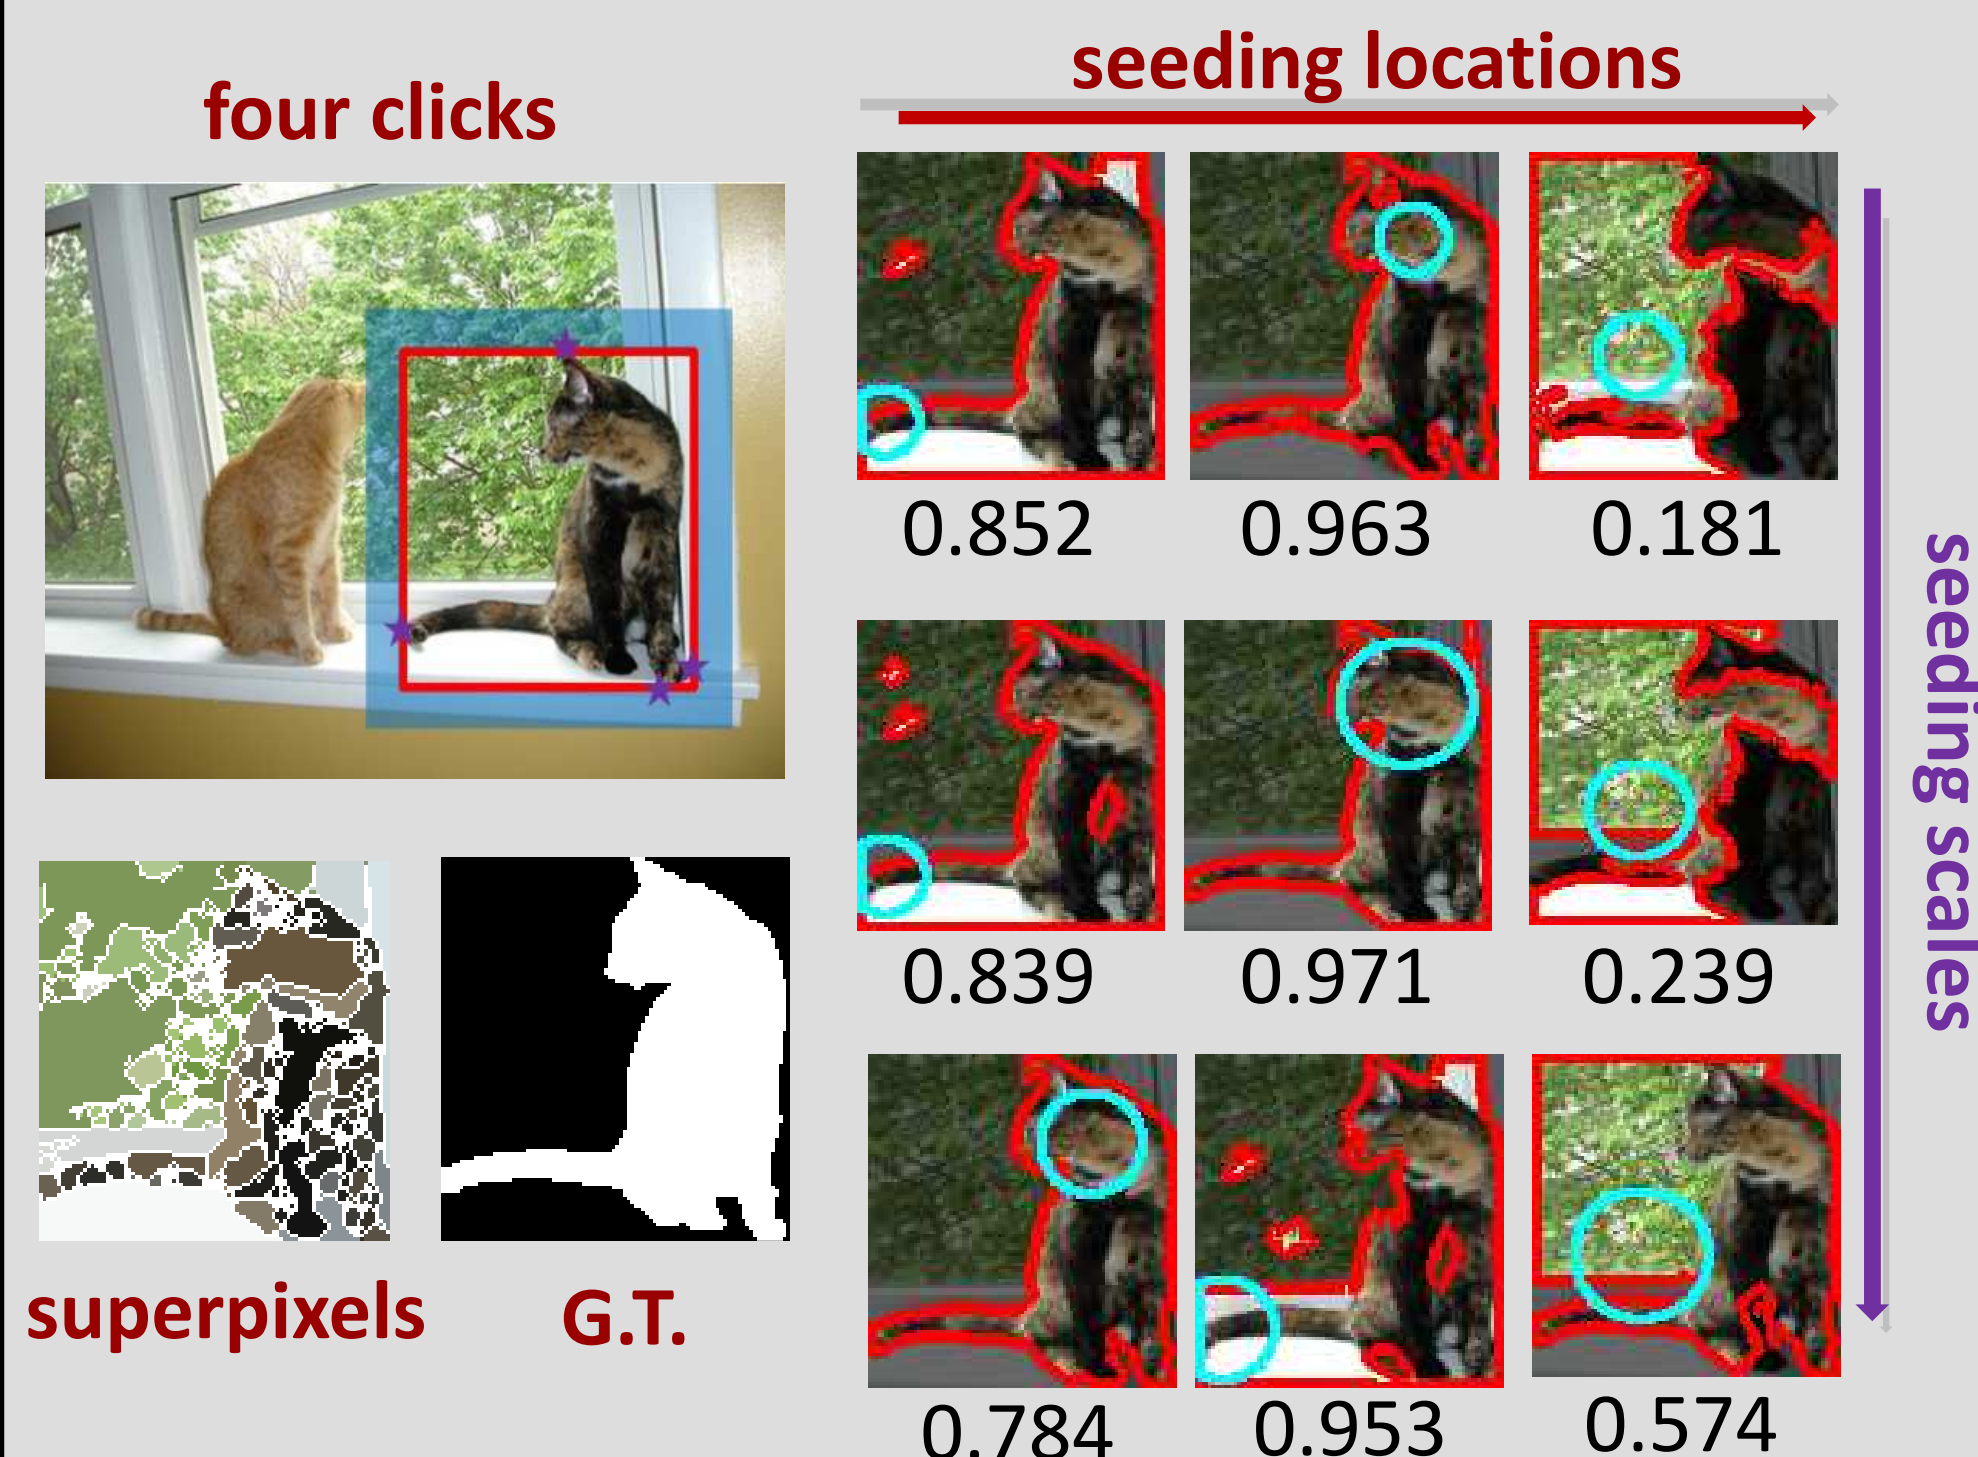 four clicks
seeding locations
0.852
0.963
0.181
0.839
0.971
0.239
0.784
0.953
0.574
seeding scales
superpixels
G.T.